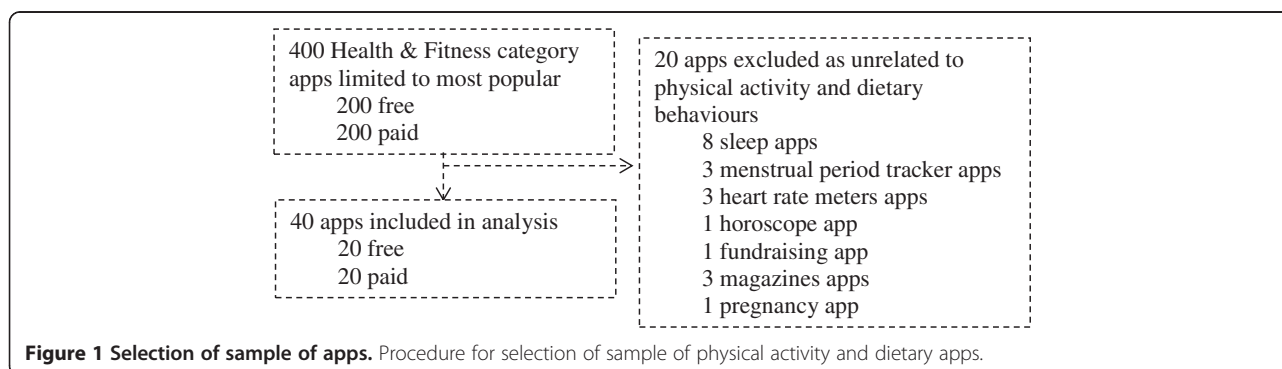 400 Health & Fitness category
apps limited to most popular
200 free
200 paid
20 apps excluded as unrelated to
physical activity and dietary
behaviours
8 sleep apps
3 menstrual period tracker apps
3 heart rate meters apps
1 horoscope app
1 fundraising app
3 magazines apps
1 pregnancy app
40 apps included in analysis
20 free
20 paid
Figure 1 Selection of sample of apps. Procedure for selection of sample of physical activity and dietary apps.